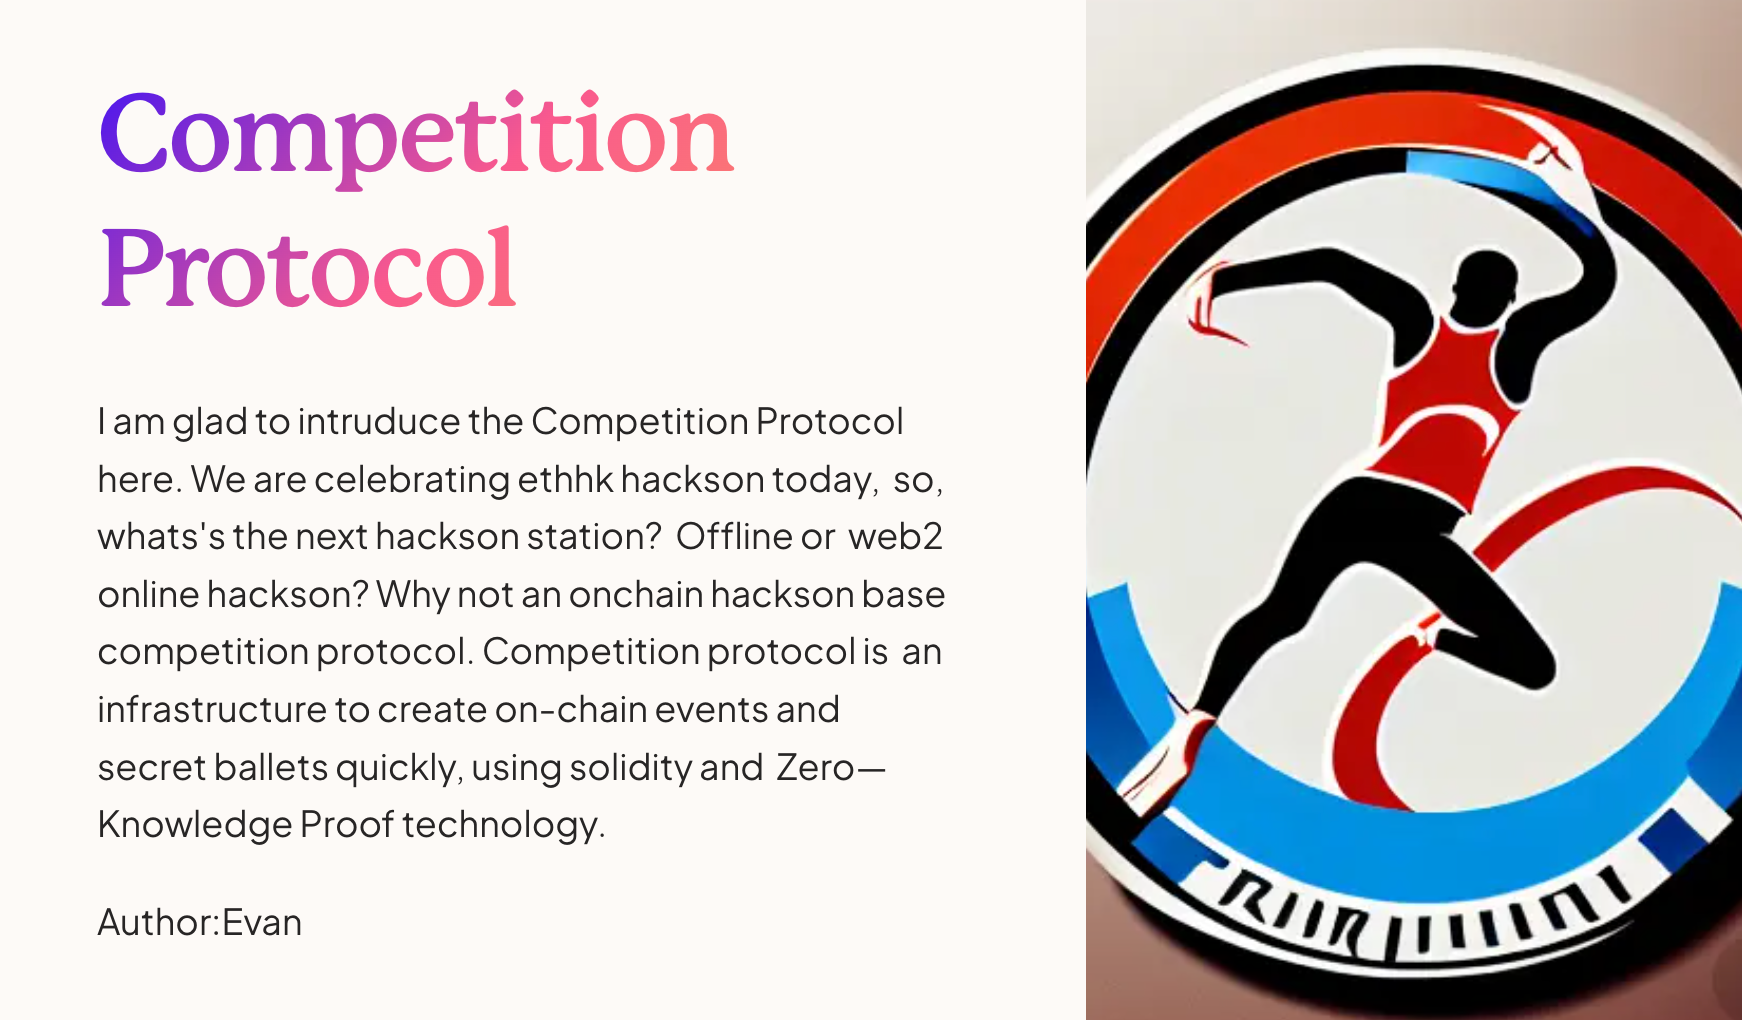 Competition
Protocol
I am glad to intruduce the Competition Protocol
here. We are celebrating ethhk hackson today,  so,
whats's the next hackson station?  Offline or  web2
online hackson? Why not an onchain hackson base
competition protocol. Competition protocol is  an
infrastructure to create on-chain events and
secret ballets quickly, using solidity and  Zero—
Knowledge Proof technology.
Author:Evan